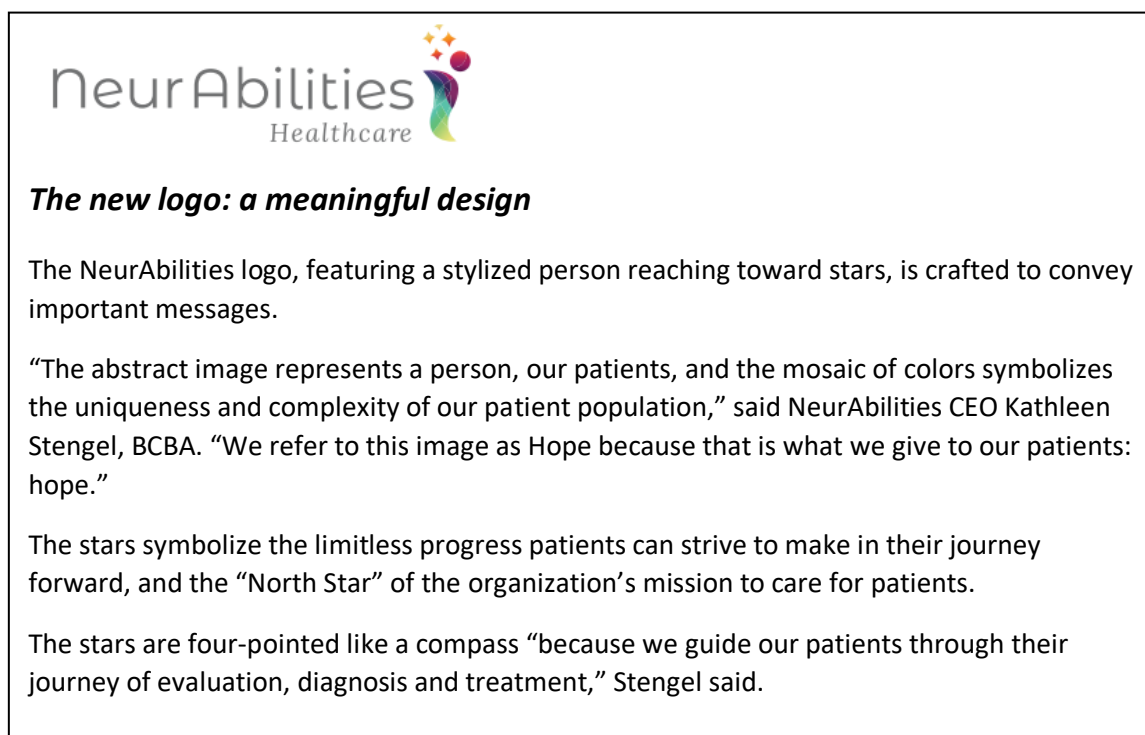 NeurAbilities
Healthcare
The new logo: a meaningful design
The NeurAbilities logo, featuring a stylized person reaching toward stars, is crafted to convey
important messages.
“The abstract image represents a person, our patients, and the mosaic of colors symbolizes
the uniqueness and complexity of our patient population,” said NeurAbilities CEO Kathleen
Stengel, BCBA. “We refer to this image as Hope because that is what we give to our patients:
hope.”
The stars symbolize the limitless progress patients can strive to make in their journey
forward, and the “North Star” of the organization’s mission to care for patients.
The stars are four-pointed like a compass “because we guide our patients through their
journey of evaluation, diagnosis and treatment,” Stengel said.